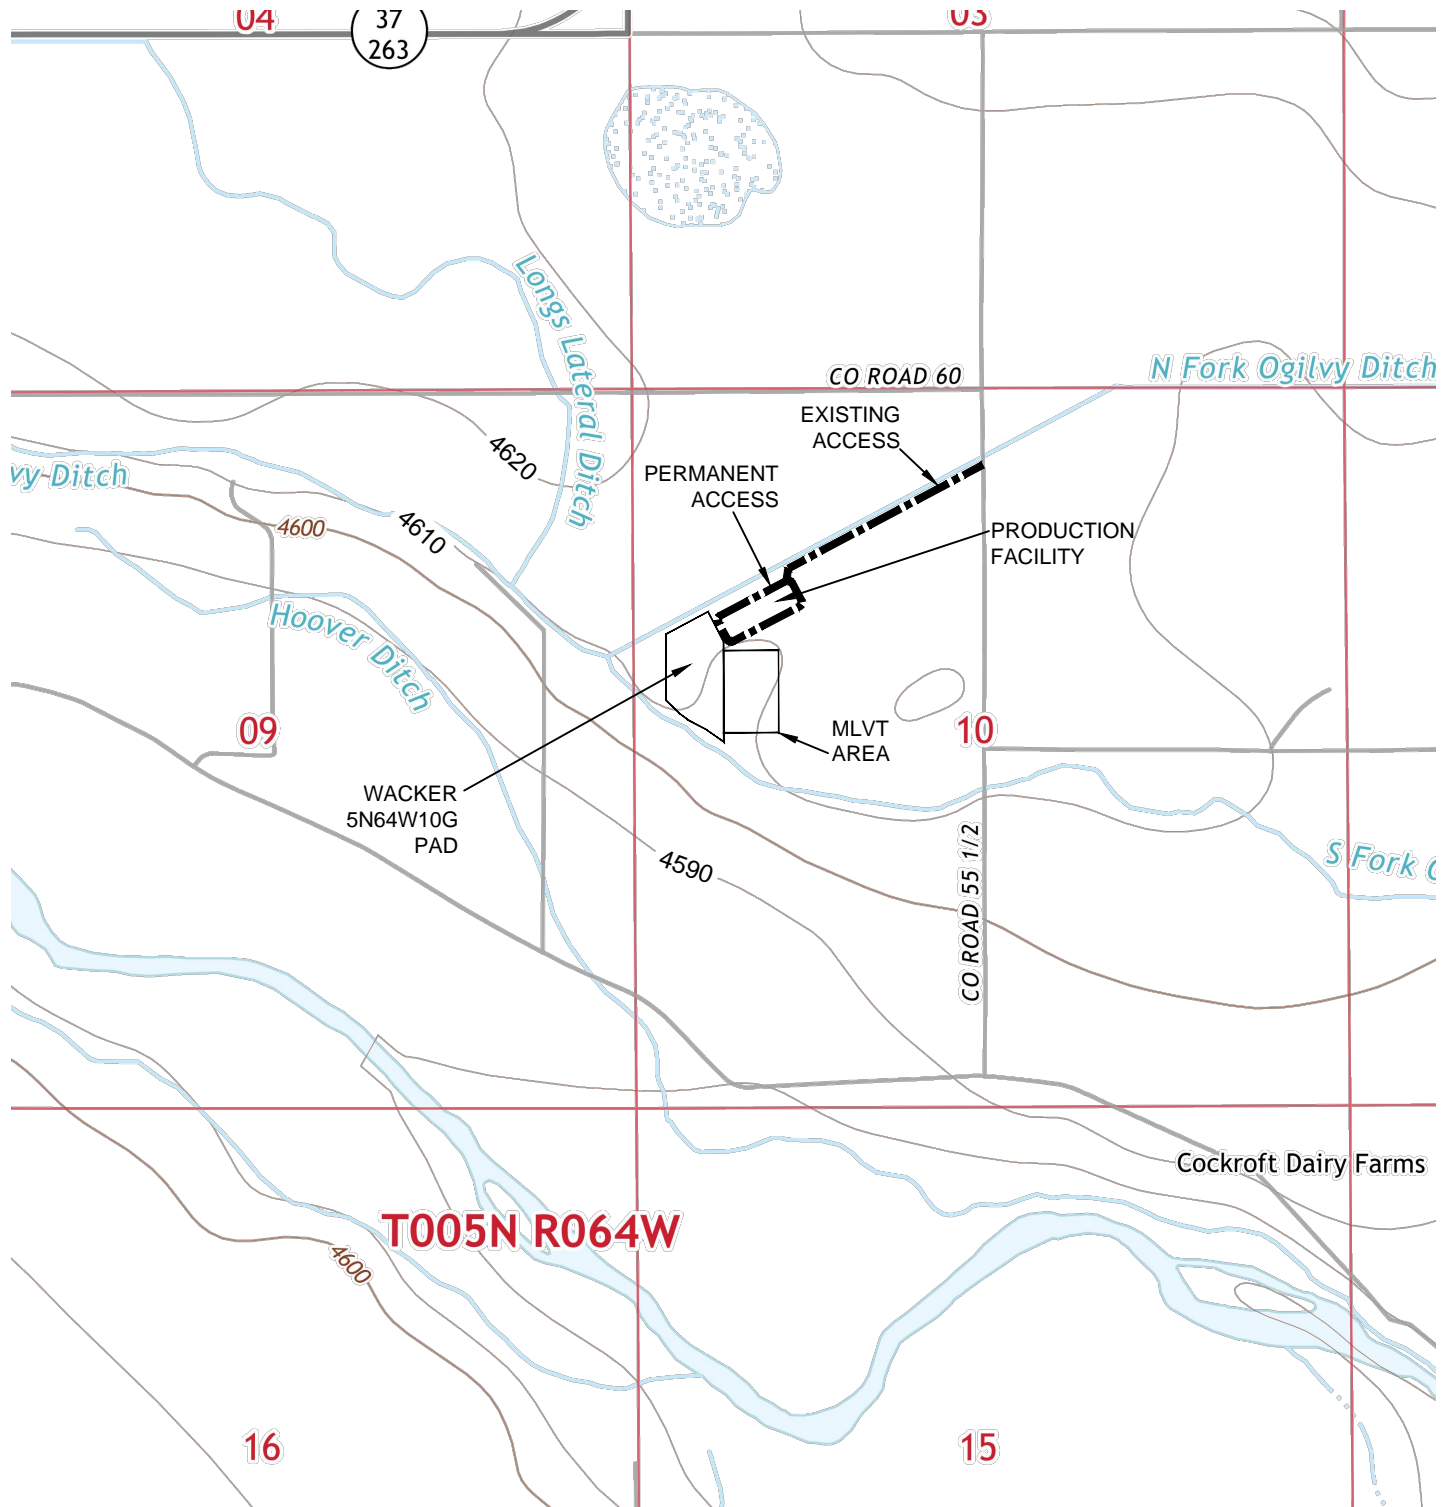 04
37
263
03
Longs Lateral Ditch
CO ROAD 60
N Fork Ogilvy Ditch
EXISTING
ACCESS
4620
PERMANENT
ACCESS
vy Ditch
4600
4610
PRODUCTION
FACILITY
Hoover Ditch
09
10
MLVT
AREA
WACKER
5N64W10G
PAD
4590
CO ROAD 55 1/2
S Fork O
Cockroft Dairy Farms
T005N R064W
4600
16
15